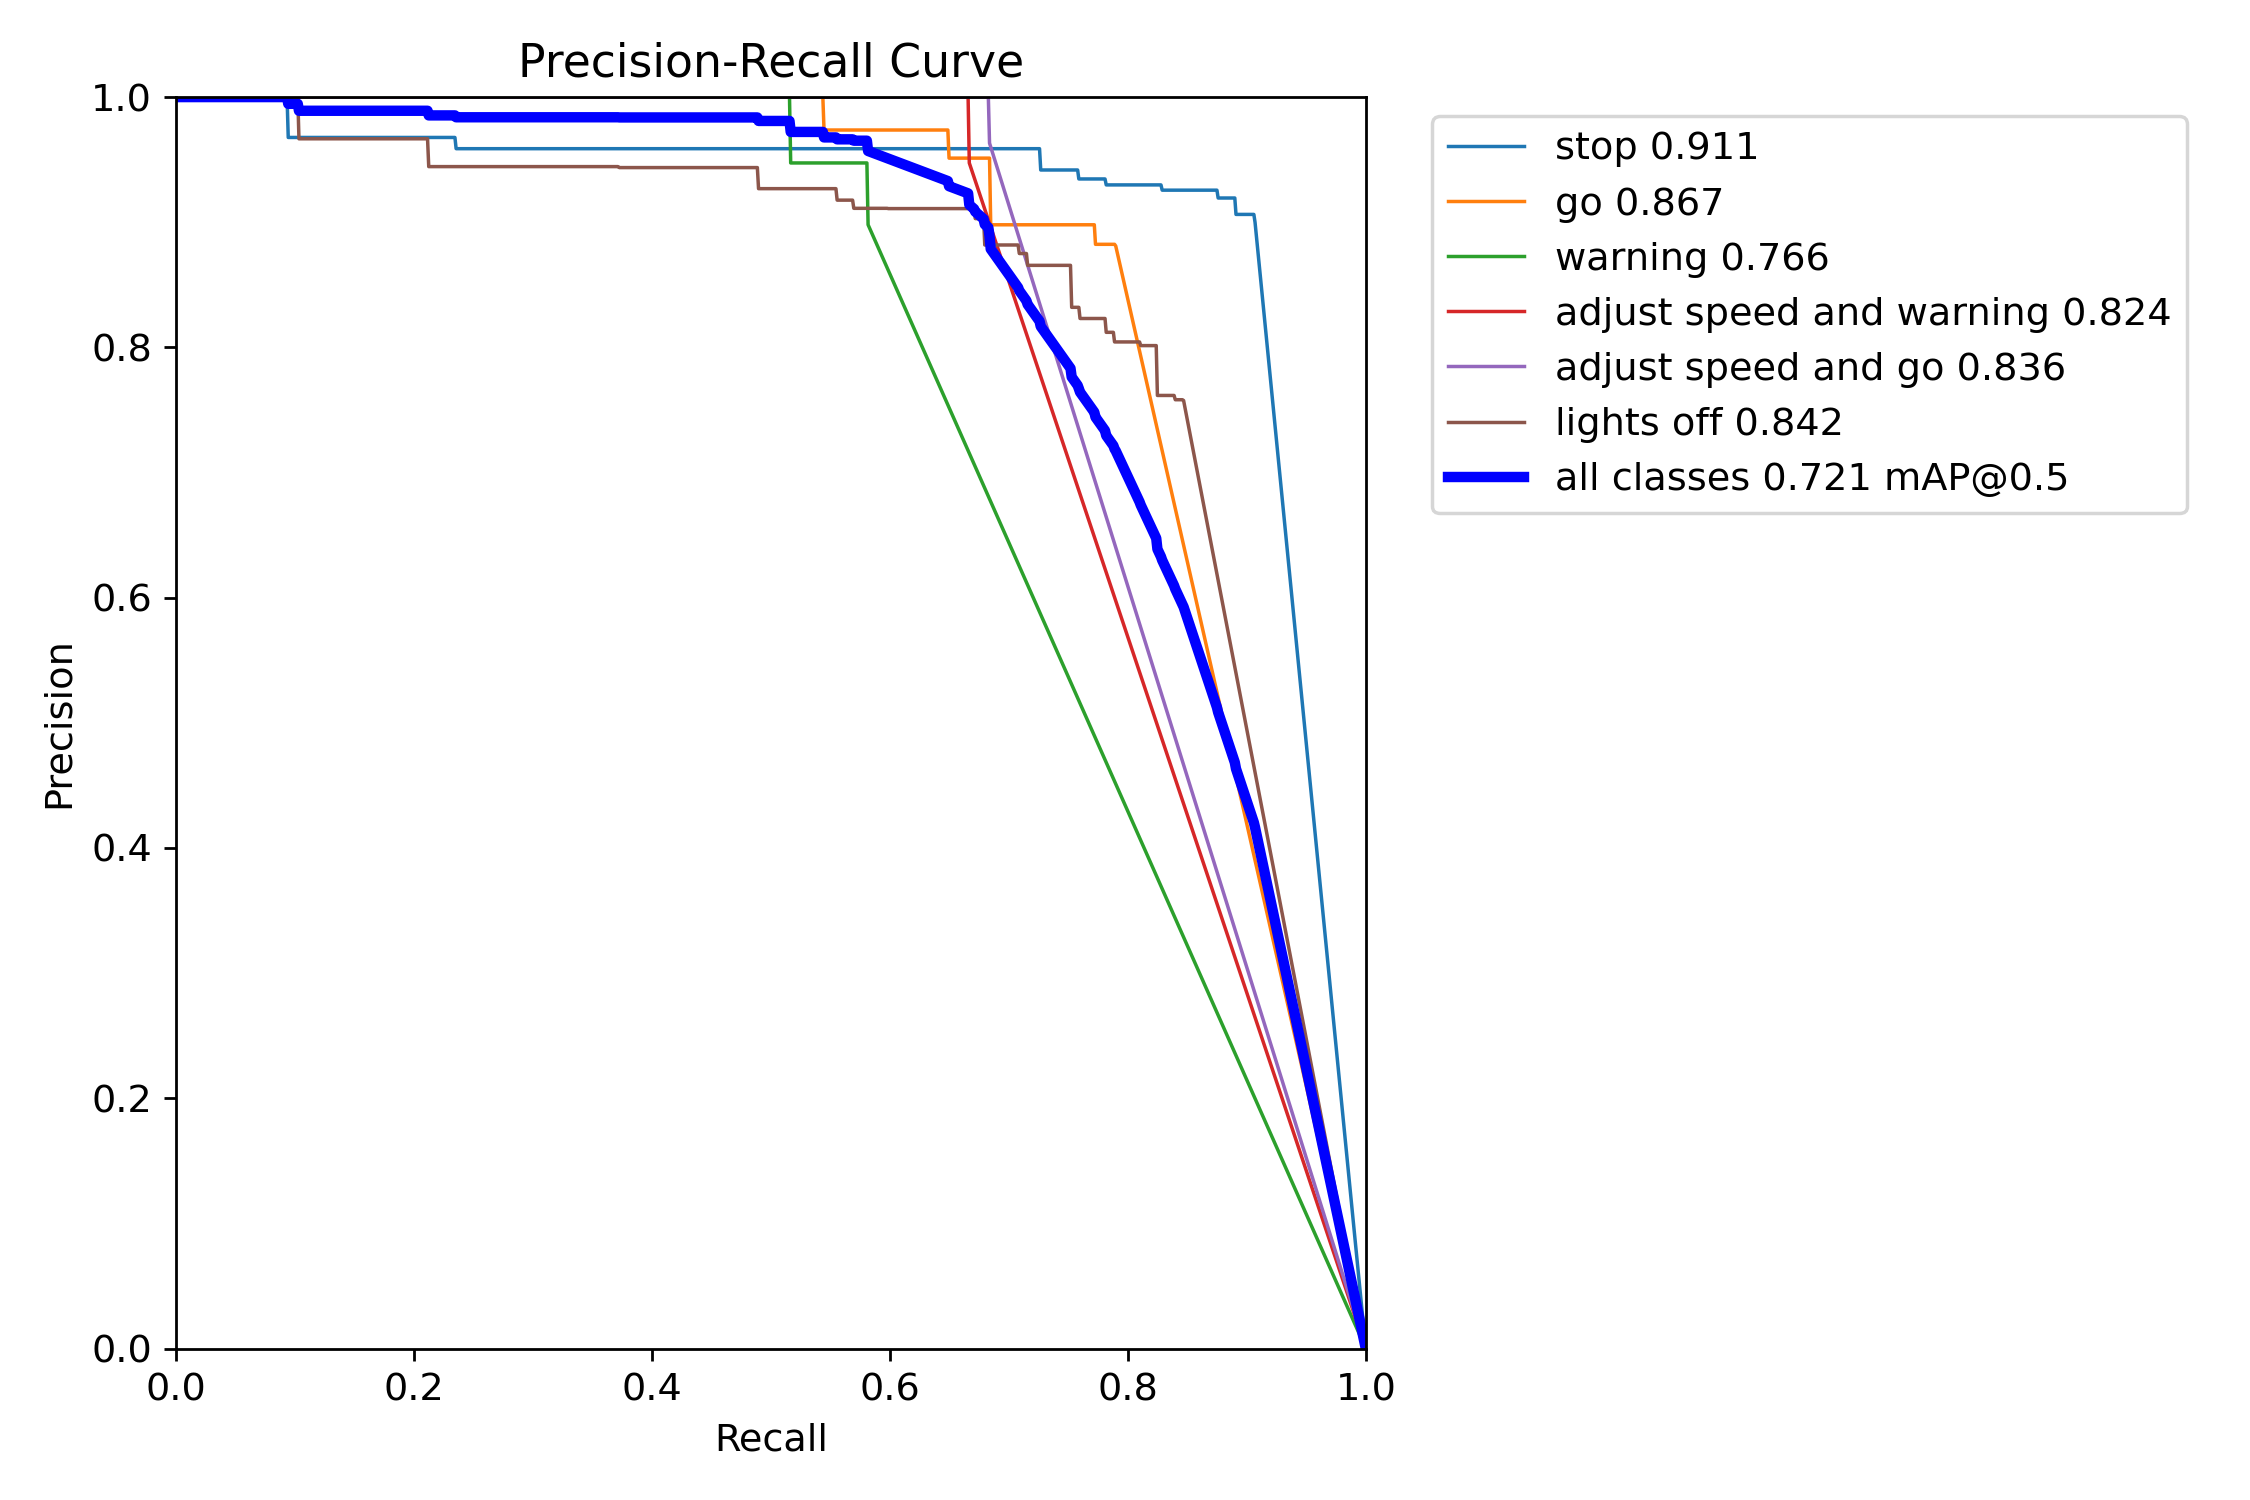 Precision-Recall Curve
1.0
0.8
0.6
0.4
0.2
0.0
Precision
0.0 0.2 0.4 0.6 0.8 1.0
Recall
stop 0.911
go 0.867
warning 0.766
adjust speed and warning 0.824
adjust speed and go 0.836
lights off 0.842
all classes 0.721 mAP@0.5